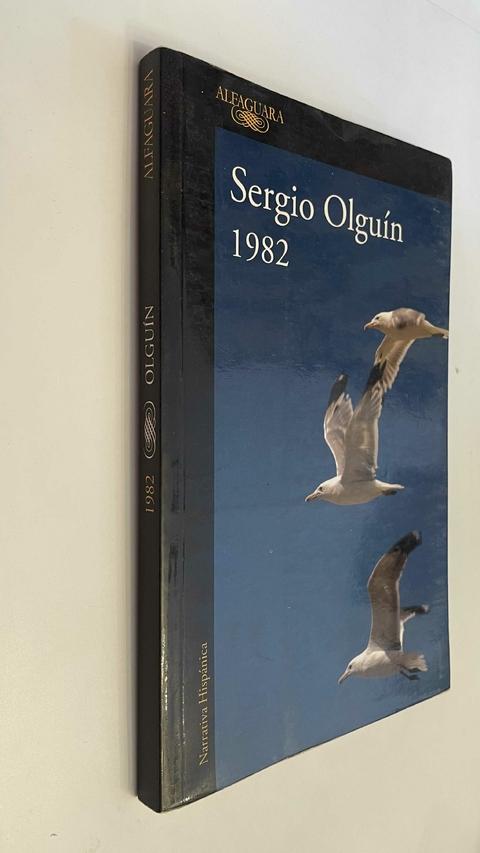 ALFAGUARA
Sergio Olguín
1982
Narrativa Hispánica
ALFAGUARA
OLGUÍN
1982